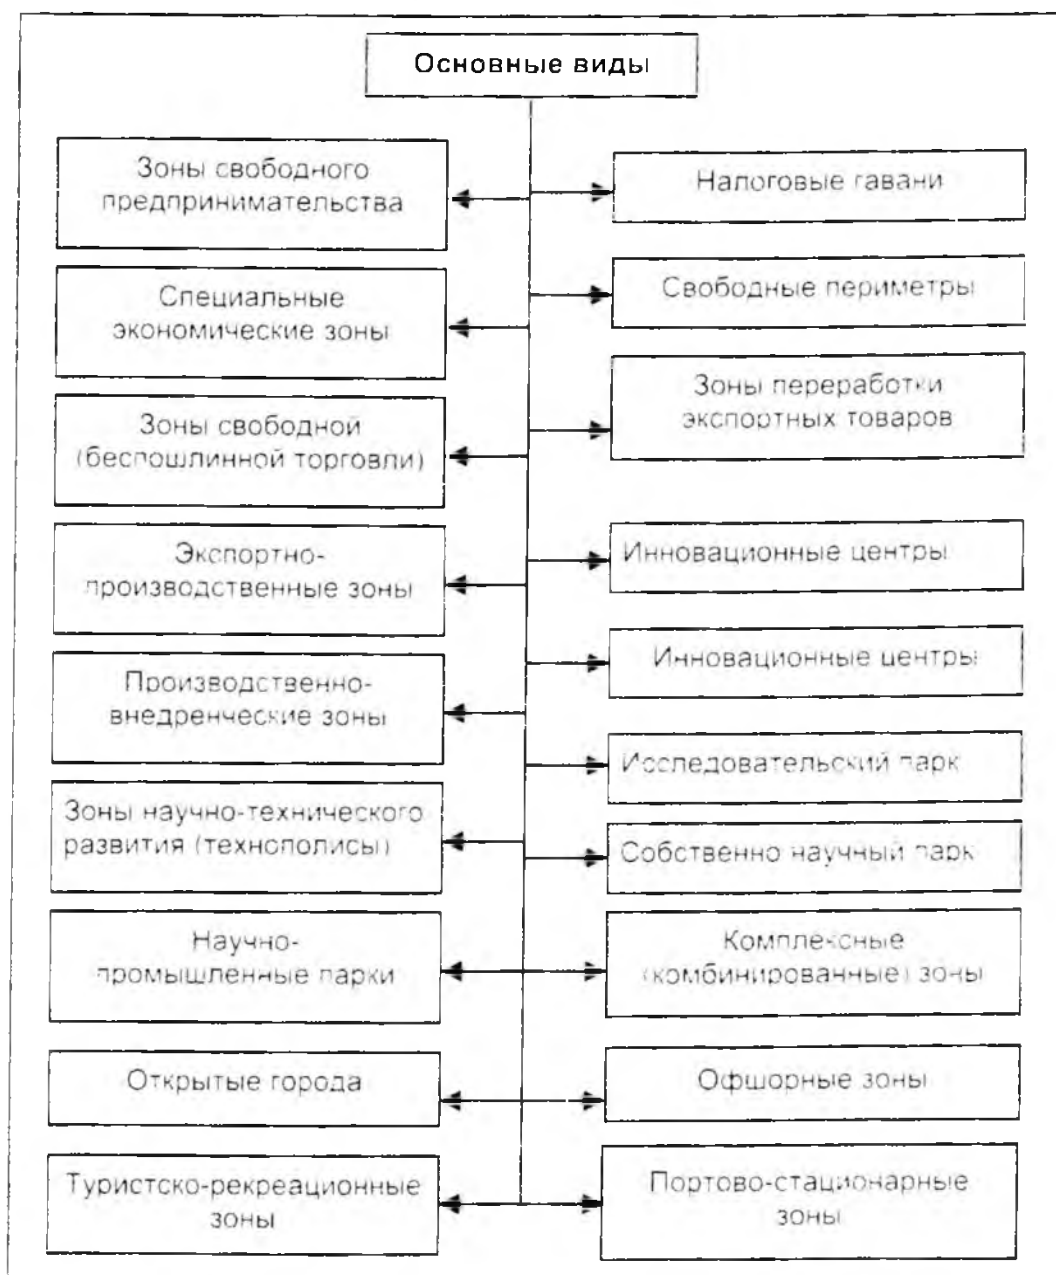 Основные виды
Зоны свободного
предпринимательства
Специальные
экономические зоны
Зоны свободной
(беспошлинной торговли)
Экспортно-
производственные зоны
Производственно-
внедренческие зоны
Зоны научно-технического
развития (технополисы)
Научно-
промышленные парки
Открытые города
Туристско-рекреационные
зоны
Налоговые гавани
Свободные периметры
Зоны переработки
экспортных товаров
Инновационные центры
Инновационные центры
Исследовательский парк
Собственно научный парк
Комплексные
(комбинированные) зоны
Офшорные зоны
Портово-стационарные
зоны